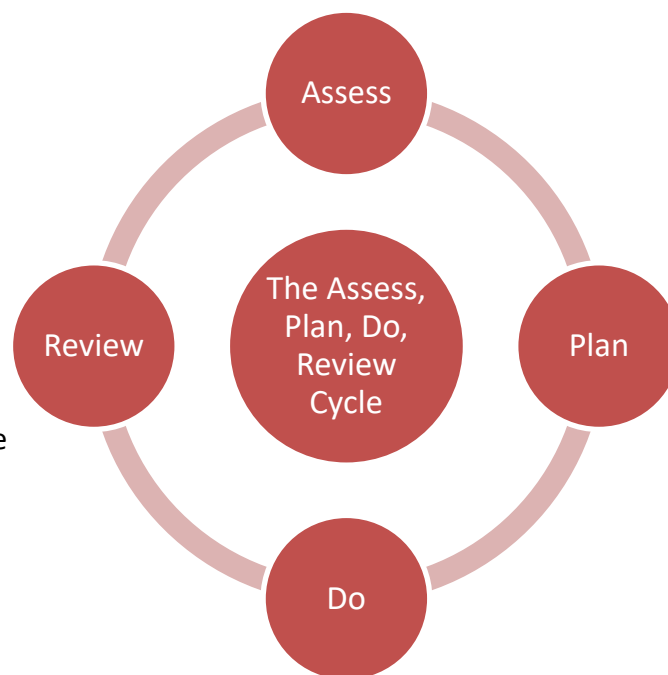 Assess
The Assess,
Plan, Do,
Review
Cycle
Review
Plan
e
Do